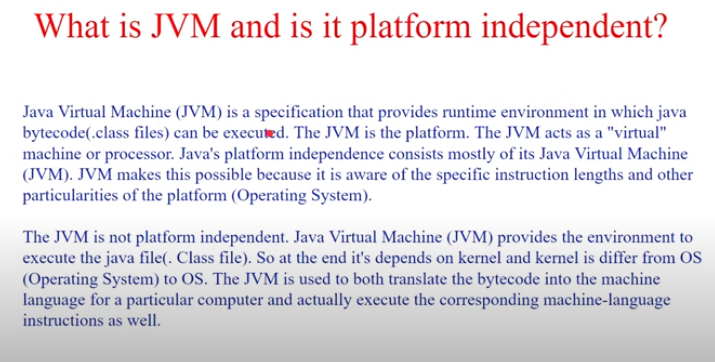 What is JVM and is it platform independent?
Java Virtual Machine (JVM) is a specification that provides runtime environment in which java
bytecode(.class files) can be executed. The JVM is the platform. The JVM acts as a "virtual"
machine or processor. Java's platform independence consists mostly of its Java Virtual Machine
(JVM). JVM makes this possible because it is aware of the specific instruction lengths and other
particularities of the platform (Operating System).
The JVM is not platform independent. Java Virtual Machine (JVM) provides the environment to
execute the java file(. Class file). So at the end it's depends on kernel and kernel is differ from OS
(Operating System) to OS. The JVM is used to both translate the bytecode into the machine
language for a particular computer and actually execute the corresponding machine-language
instructions as well.